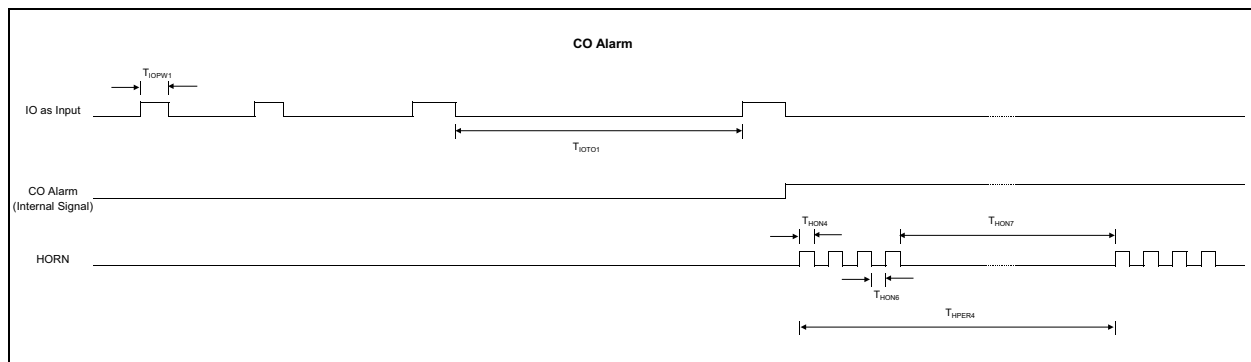 CO Alarm
TIOPW1
IO as Input
TIOTO1
CO Alarm
(Internal Signal)
THON4
THON7
HORN
THON6
THPER4